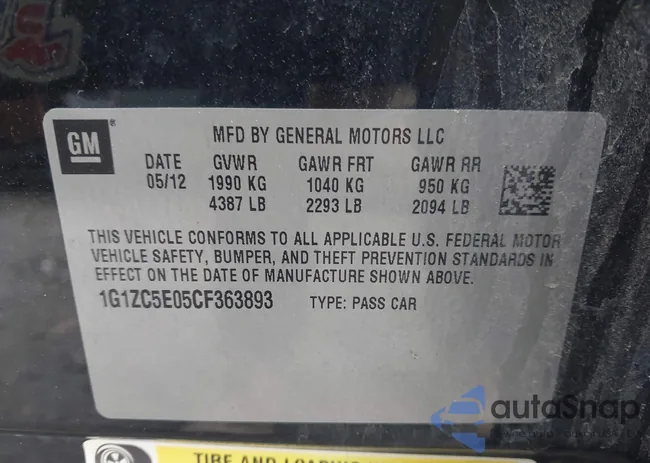 GM®
MFD BY GENERAL MOTORS LLC
DATE GVWR GAWR FRT GAWR RR
05/12 1990 KG 1040 KG 950 KG
4387 LB 2293 LB 2094 LB
THIS VEHICLE CONFORMS TO ALL APPLICABLE U.S. FEDERAL MOTOR
VEHICLE SAFETY, BUMPER, AND THEFT PREVENTION STANDARDS IN
EFFECT ON THE DATE OF MANUFACTURE SHOWN ABOVE.
1G1ZC5E05CF363893 TYPE: PASS CAR
autoSnap
TIRE AND LOADING